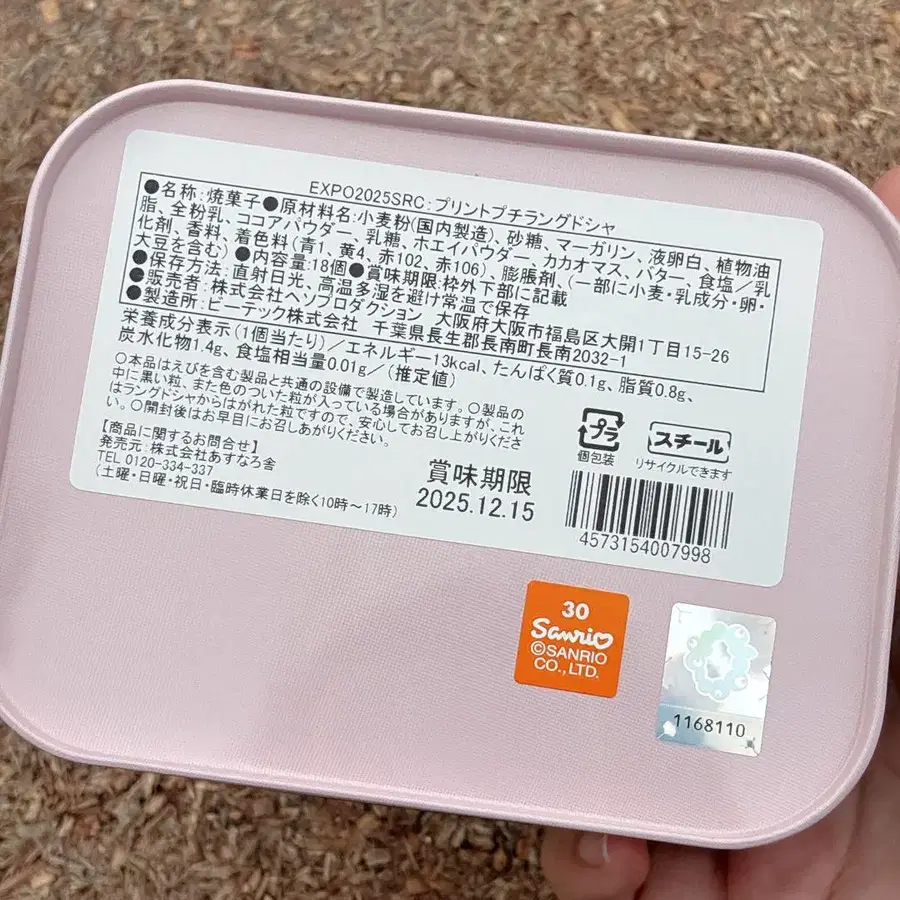 EXPO2025SRC:プリントプチラングドシャ
●名称:焼菓子●原材料名:小麦粉(国内製造)、砂糖、マーガリン、液卵白、植物油
脂、全粉乳、ココアパウダー、乳糖、ホエイパウダー、カカオマス、バター、食塩/乳
化剤、香料、着色料(青1、黄4、赤102、赤106)、膨脹剤、(一部に小麦・乳成分・卵・
大豆を含む)●内容量:18個●賞味期限:枠外下部に記載
●保存方法:直射日光、高温多湿を避け常温で保存
●販売者:株式会社ヘソプロダクション 大阪府大阪市福島区大開1丁目15-26
●製造所:ビーテック株式会社 千葉県長生郡長南町長南2032-1
栄養成分表示(1個当たり)/エネルギー13kcal、たんぱく質0.1g、脂質0.8g、
炭水化物1.4g、食塩相当量0.01g/(推定値)
○本品はえびを含む製品と共通の設備で製造しています。○製品の
中に黒い粒、また色のついた粒が入っている場合がありますが、これ
はラングドシャからはがれた粒ですので、安心してお召し上がりくださ
い。○開封後はお早目にお召しあがりください。
【商品に関するお問合せ】
発売元:株式会社あすなろ舎
TEL 0120-334-337
(土曜・日曜・祝日・臨時休業日を除く10時～17時)
賞味期限
2025.12.15
プラ
個包装
スチール
リサイクルできます
4573154007998
30
Sanrio
©SANRIO
CO.,LTD.
1168110